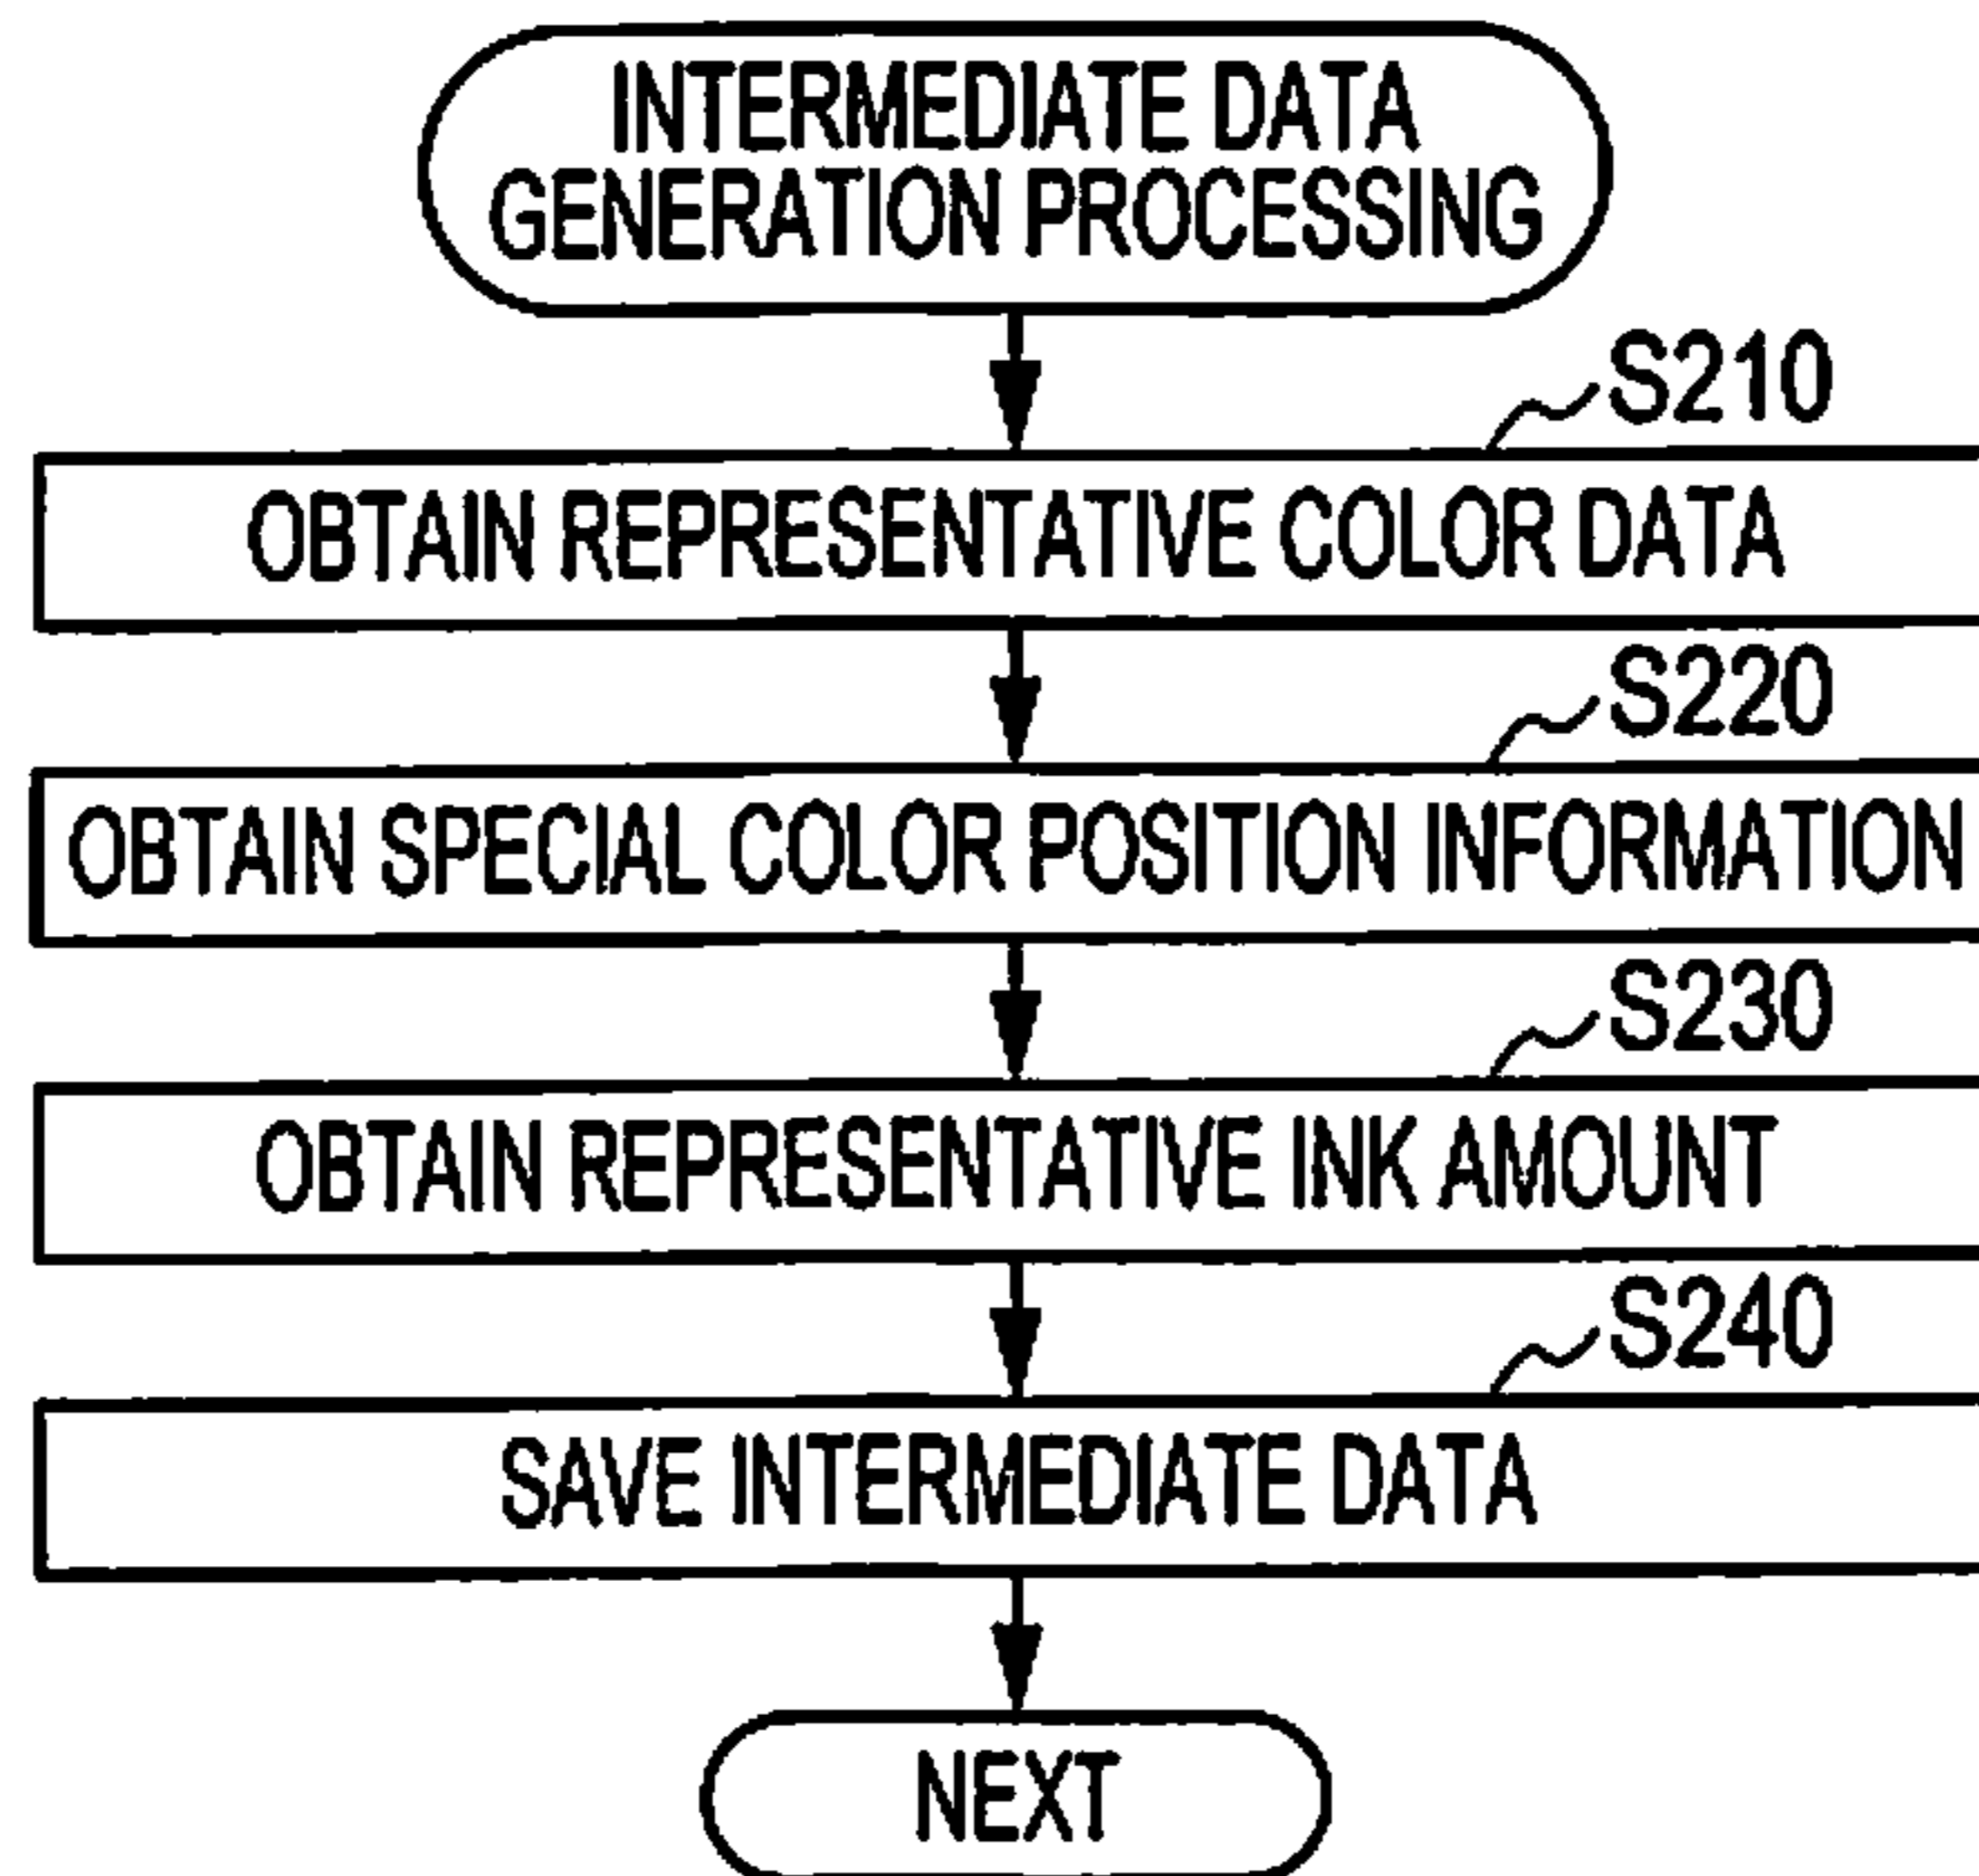 INTERMEDIATE DATA
GENERATION PROCESSING
S210
OBTAIN REPRESENTATIVE COLOR DATA
S220
OBTAIN SPECIAL COLOR POSITION INFORMATION
S230
OBTAIN REPRESENTATIVE INK AMOUNT
S240
SAVE INTERMEDIATE DATA
NEXT